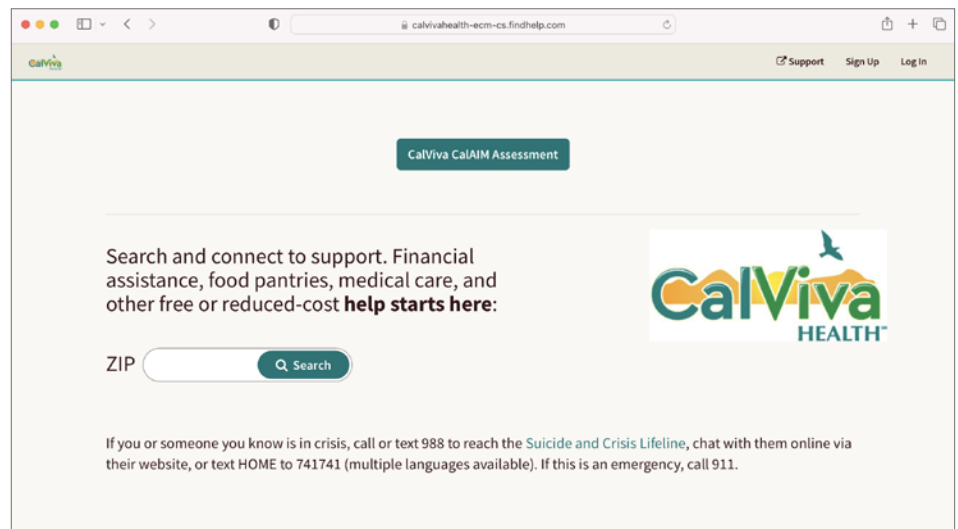 calvivahealth-ecm-cs.findhelp.com
CalViva
HEALTH
Support Sign Up Log In
CalViva CalAIM Assessment
Search and connect to support. Financial
assistance, food pantries, medical care, and
other free or reduced-cost help starts here:
CalViva
HEALTH™
ZIP
Search
If you or someone you know is in crisis, call or text 988 to reach the Suicide and Crisis Lifeline, chat with them online via
their website, or text HOME to 741741 (multiple languages available). If this is an emergency, call 911.